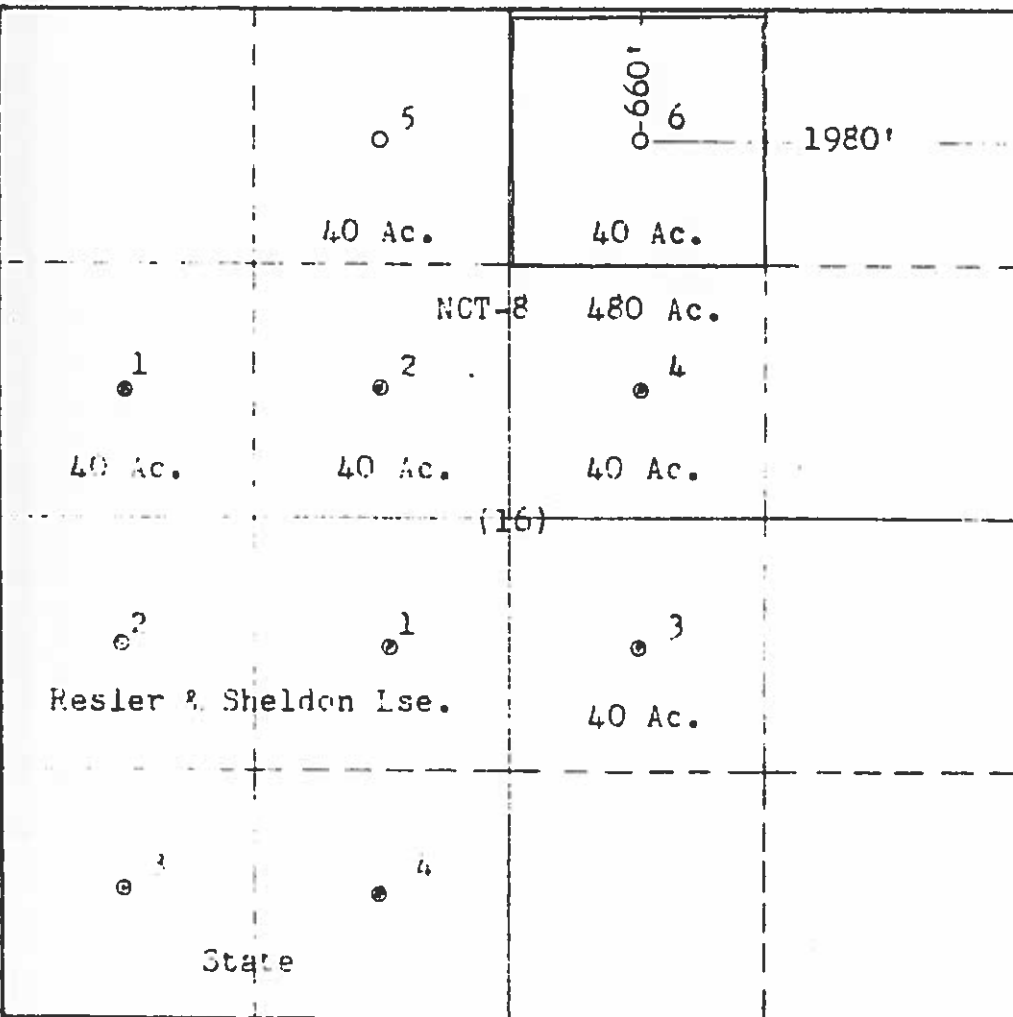 660'
5 6 1980'
40 Ac. 40 Ac.
NCT-8 480 Ac.
1 2 4
40 Ac. 40 Ac. 40 Ac.
(16)
2 1 3
Resler & Sheldon Lse. 40 Ac.
4
State